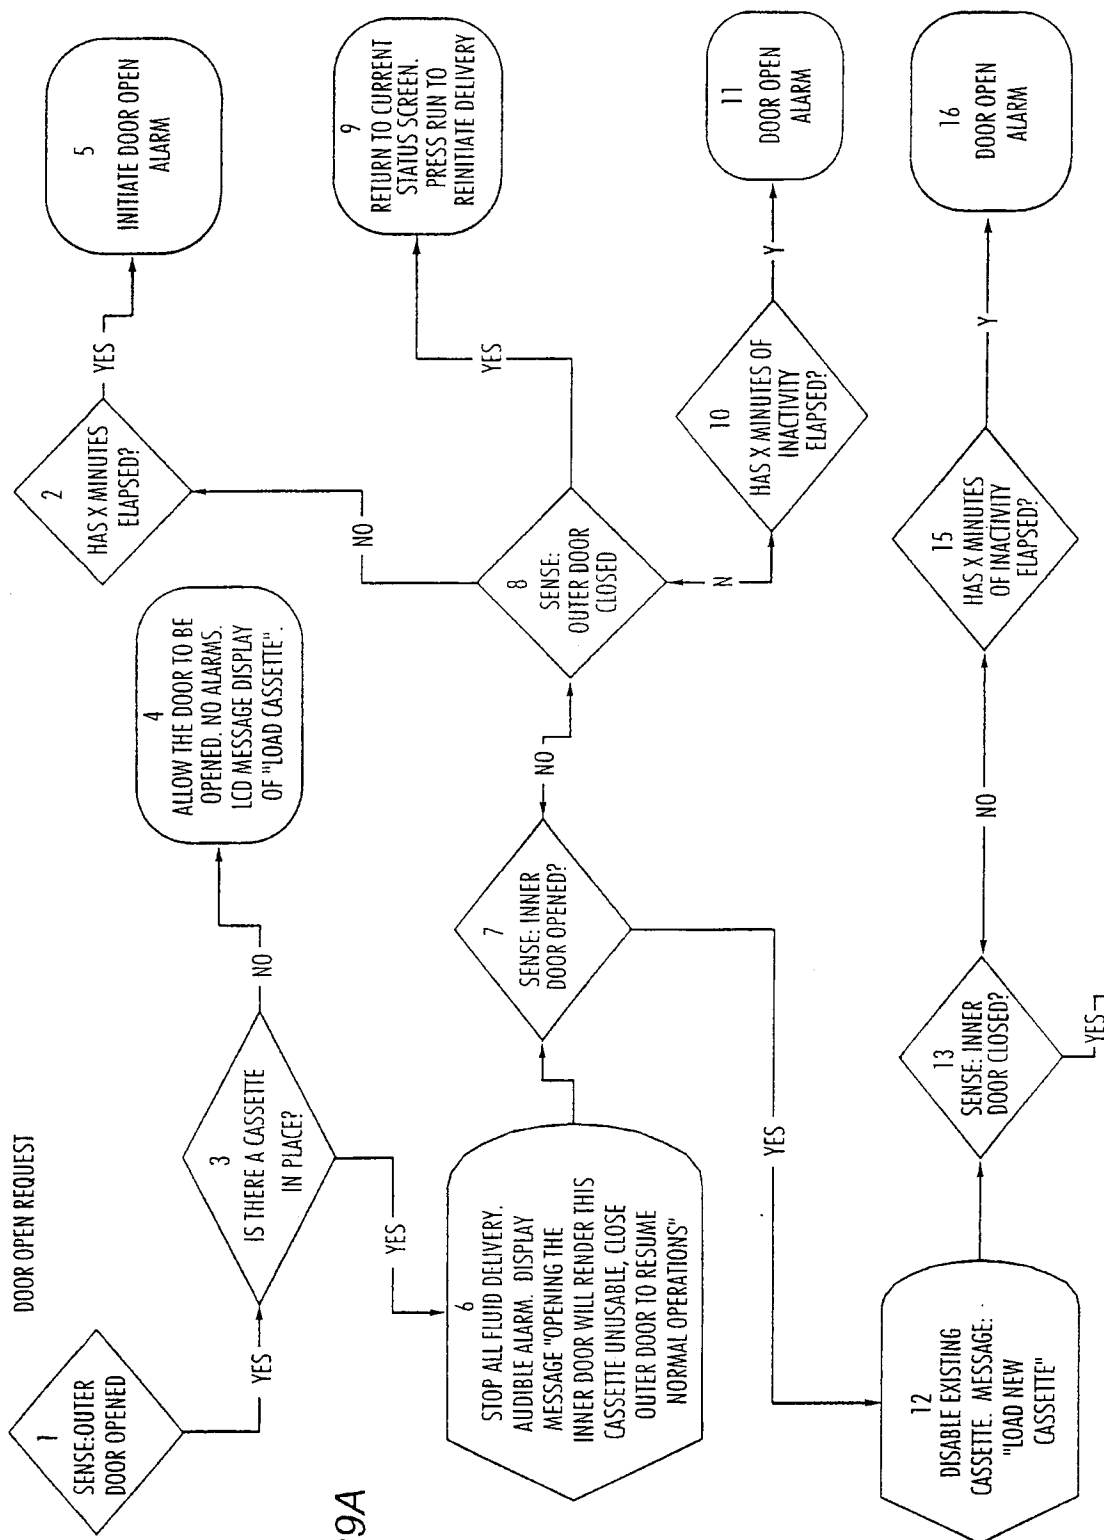 DOOR OPEN REQUEST
1
SENSE:OUTER
DOOR OPENED
YES
3
IS THERE A CASSETTE
IN PLACE?
NO
4
ALLOW THE DOOR TO BE
OPENED. NO ALARMS.
LCD MESSAGE DISPLAY
OF "LOAD CASSETTE".
2
HAS X MINUTES
ELAPSED?
YES
5
INITIATE DOOR OPEN
ALARM
YES
6
STOP ALL FLUID DELIVERY.
AUDIBLE ALARM. DISPLAY
MESSAGE "OPENING THE
INNER DOOR WILL RENDER THIS
CASSETTE UNUSABLE, CLOSE
OUTER DOOR TO RESUME
NORMAL OPERATIONS"
7
SENSE: INNER
DOOR OPENED?
NO
8
SENSE:
OUTER DOOR
CLOSED
NO
YES
9
RETURN TO CURRENT
STATUS SCREEN.
PRESS RUN TO
REINITIATE DELIVERY
N
10
HAS X MINUTES OF
INACTIVITY
ELAPSED?
Y
11
DOOR OPEN
ALARM
YES
12
DISABLE EXISTING
CASSETTE. MESSAGE:
"LOAD NEW
CASSETTE"
13
SENSE: INNER
DOOR CLOSED?
YES
NO
15
HAS X MINUTES
OF INACTIVITY
ELAPSED?
Y
16
DOOR OPEN
ALARM
9A